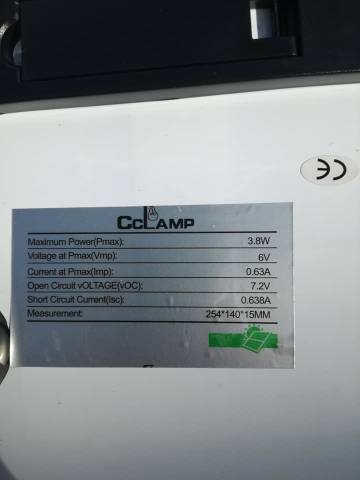 CCLAMP
Maximum Power(Pmax): 3.8W
Voltage at Pmax(Vmp): 6V
Current at Pmax(Imp): 0.63A
Open Circuit vOLTAGE(vOC): 7.2V
Short Circuit Current(Isc): 0.638A
Measurement: 254*140*15MM
CE